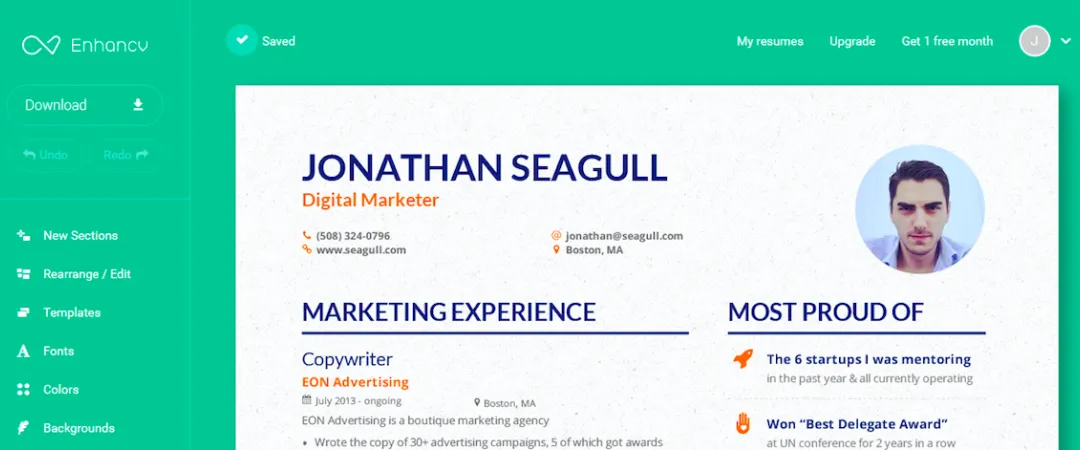 Enhancv
Download
Undo
Redo
New Sections
Rearrange / Edit
Templates
Fonts
Colors
Backgrounds
Saved
My resumes
Upgrade
Get 1 free month
J
JONATHAN SEAGULL
Digital Marketer
(508) 324-0796
jonathan@seagull.com
www.seagull.com
Boston, MA
MARKETING EXPERIENCE
Copywriter
EON Advertising
July 2013 - ongoing
Boston, MA
EON Advertising is a boutique marketing agency
• Wrote the copy of 30+ advertising campaigns, 5 of which got awards
MOST PROUD OF
The 6 startups I was mentoring
in the past year & all currently operating
Won “Best Delegate Award”
at UN conference for 2 years in a row